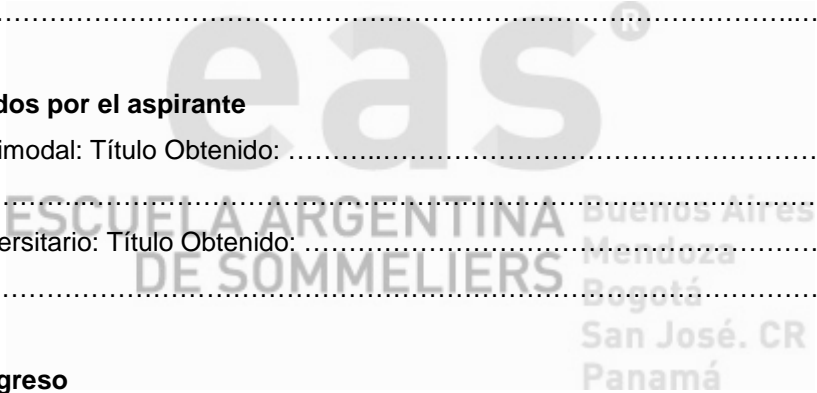 ……………………………………………………………………………………..…
eas®
dos por el aspirante
imodal: Título Obtenido: ………...…………………….……………………
……………………………………………………………………………………
ESCUELA ARGENTINA
DE SOMMELIERS
Buenos Aires
Mendoza
Bogotá
San José. CR
Panamá
ersitario: Título Obtenido: ……………………………………………….
……………………………………………………………………………………
greso